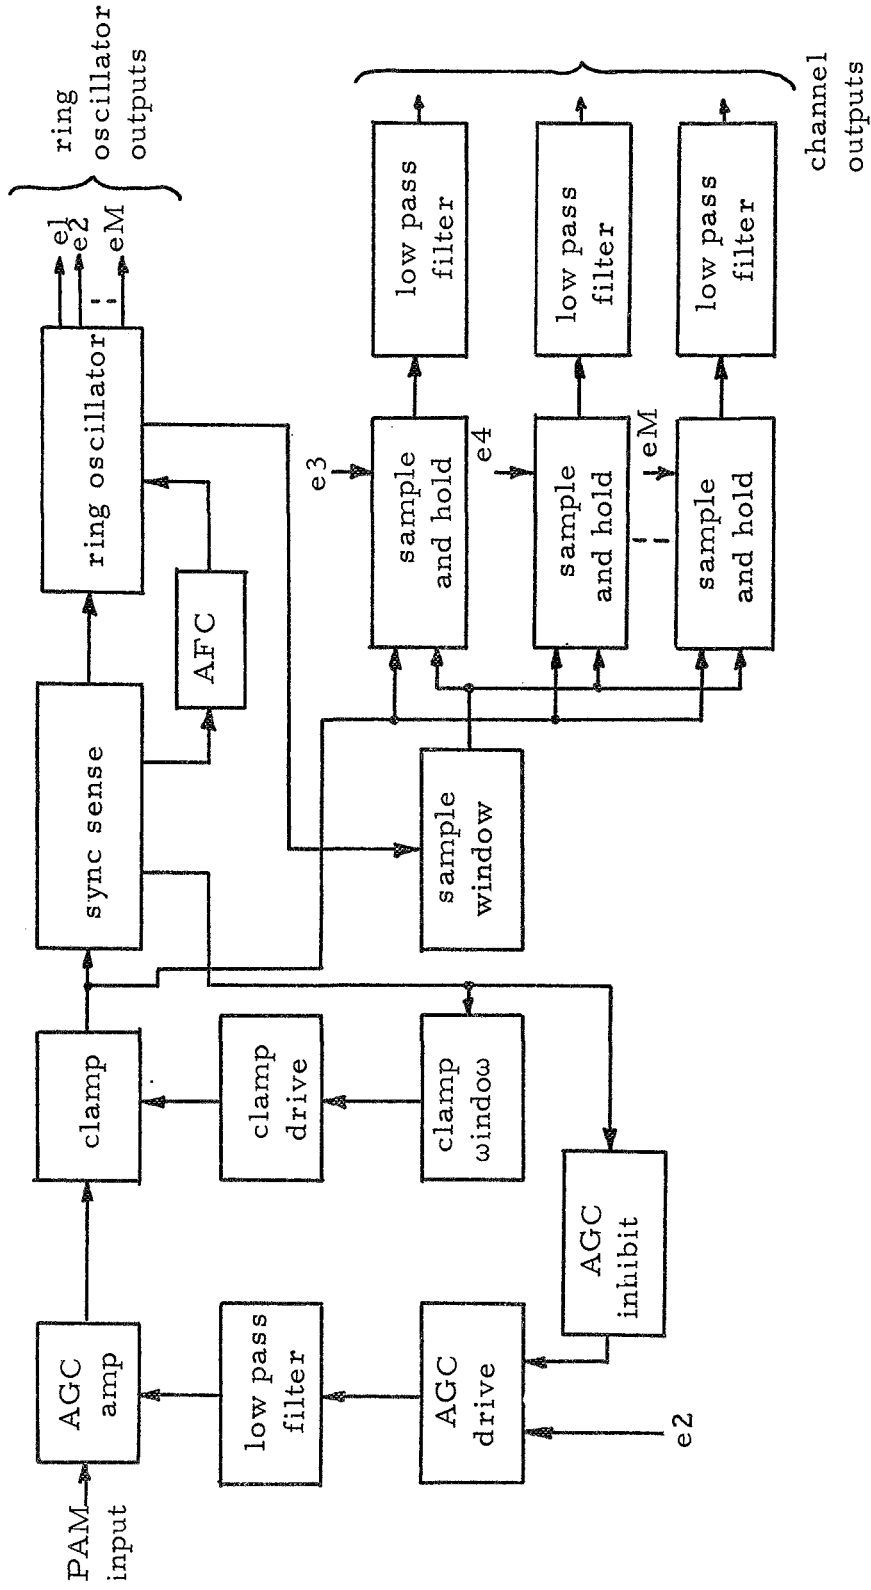 PAM
input
AGC
amp
clamp
sync sense
ring oscillator
e1
e2
eM
ring
oscillator
outputs
low pass
filter
clamp
drive
AFC
AGC
drive
e2
AGC
inhibit
clamp
window
sample
window
e3
sample
and hold
low pass
filter
e4
sample
and hold
low pass
filter
eM
sample
and hold
low pass
filter
channel
outputs